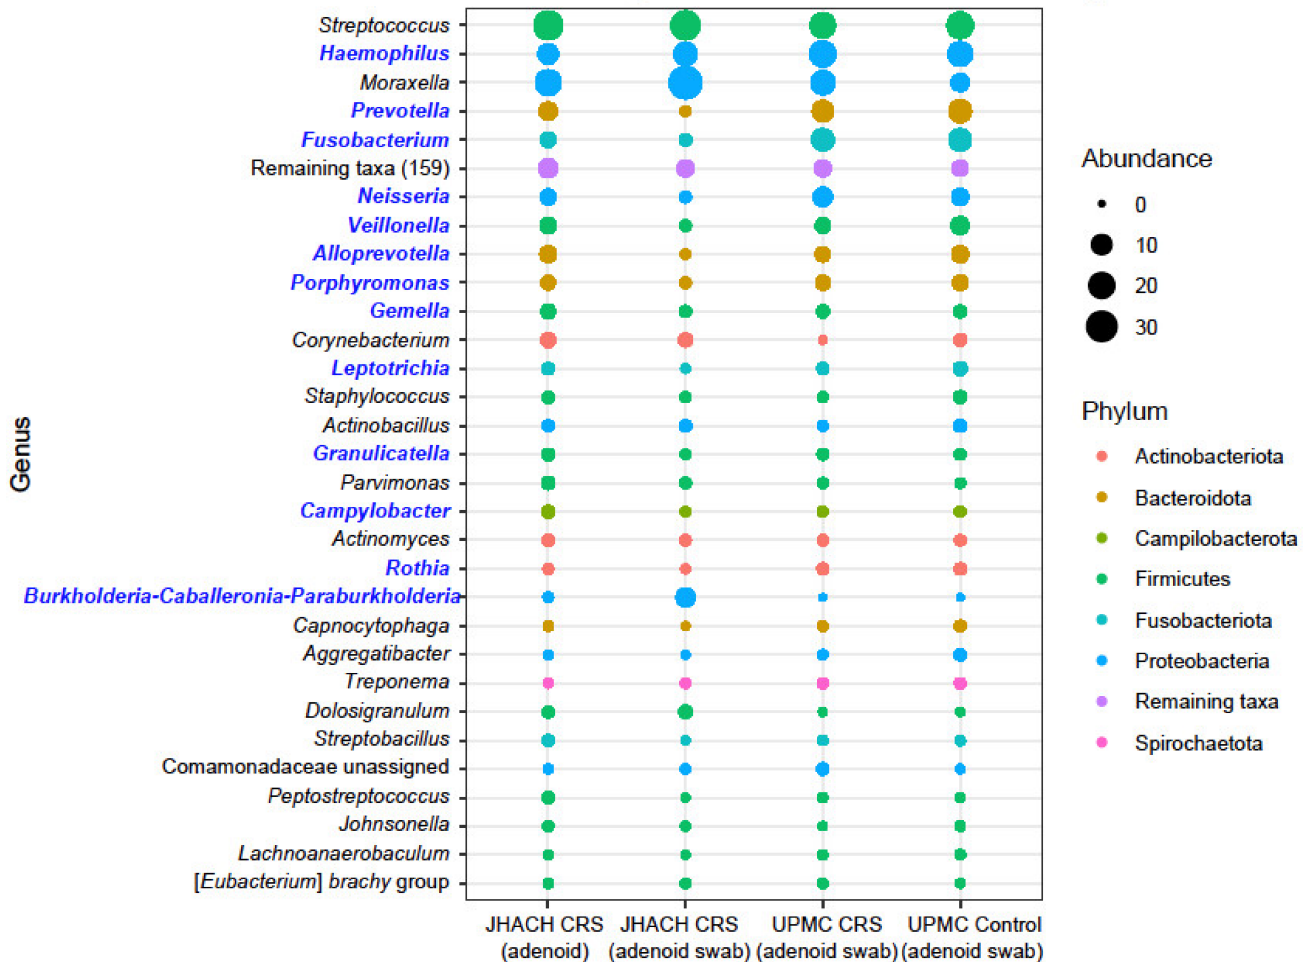 Streptococcus
Haemophilus
Moraxella
Prevotella
Fusobacterium
Remaining taxa (159)
Neisseria
Veillonella
Alloprevotella
Porphyromonas
Gemella
Corynebacterium
Leptotrichia
Staphylococcus
Actinobacillus
Granulicatella
Parvimonas
Campylobacter
Actinomyces
Rothia
Burkholderia-Caballeronia-Paraburkholderia
Capnocytophaga
Aggregatibacter
Treponema
Dolosigranulum
Streptobacillus
Comamonadaceae unassigned
Peptostreptococcus
Johnsonella
Lachnoanaerobaculum
[Eubacterium] brachy group
Genus
JHACH CRS
(adenoid)
JHACH CRS
(adenoid swab)
UPMC CRS
(adenoid swab)
UPMC Control
(adenoid swab)
Abundance
0
10
20
30
Phylum
Actinobacteriota
Bacteroidota
Campilobacterota
Firmicutes
Fusobacteriota
Proteobacteria
Remaining taxa
Spirochaetota